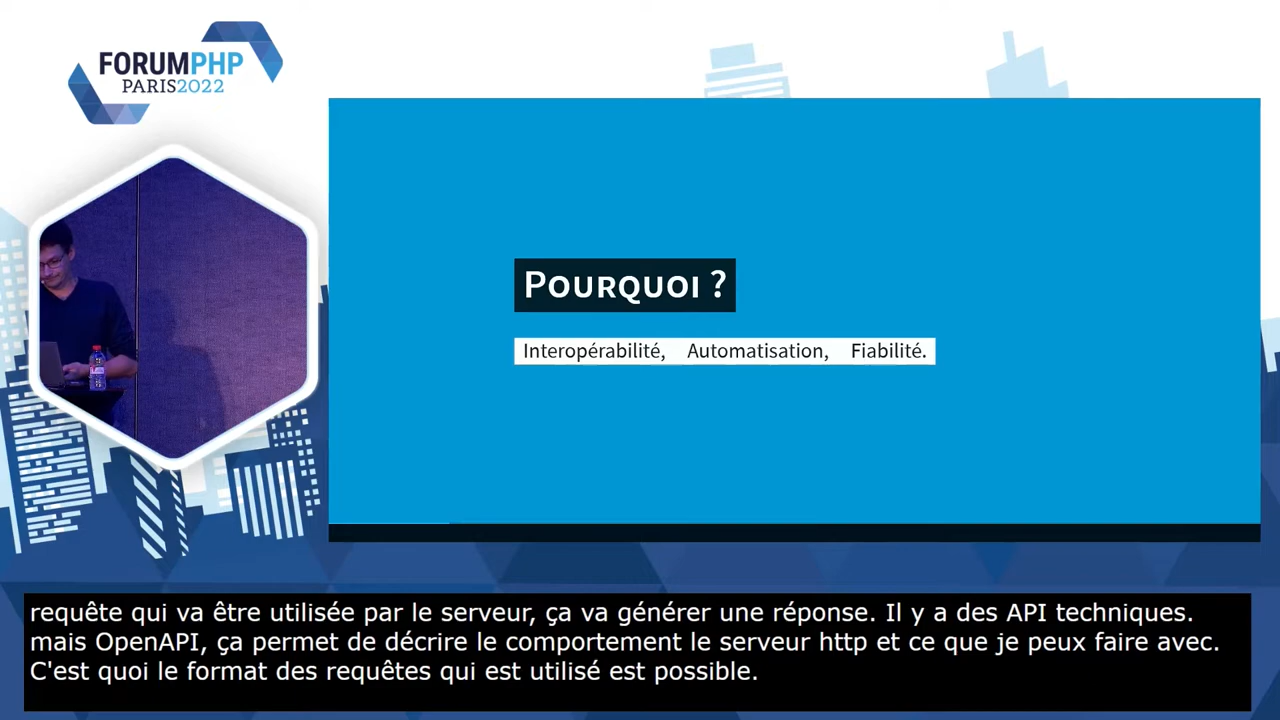 FORUMPHP
PARIS2022
POURQUOI ?
Interopérabilité, Automatisation, Fiabilité.
requête qui va être utilisée par le serveur, ça va générer une réponse. Il y a des API techniques.
mais OpenAPI, ça permet de décrire le comportement le serveur http et ce que je peux faire avec.
C'est quoi le format des requêtes qui est utilisé est possible.